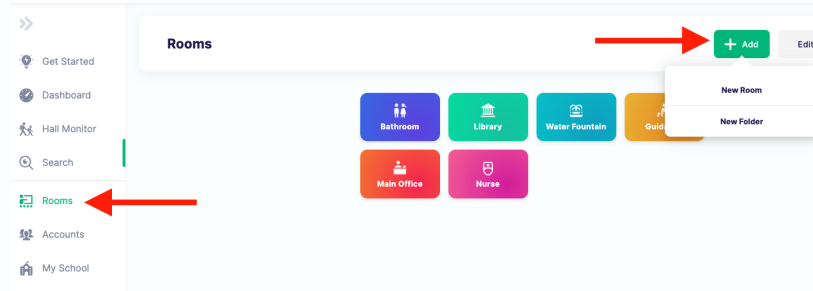 Get Started
Dashboard
Hall Monitor
Search
Rooms
Accounts
My School
Rooms
Add
Edit
New Room
New Folder
Bathroom
Library
Water Fountain
Main Office
Nurse